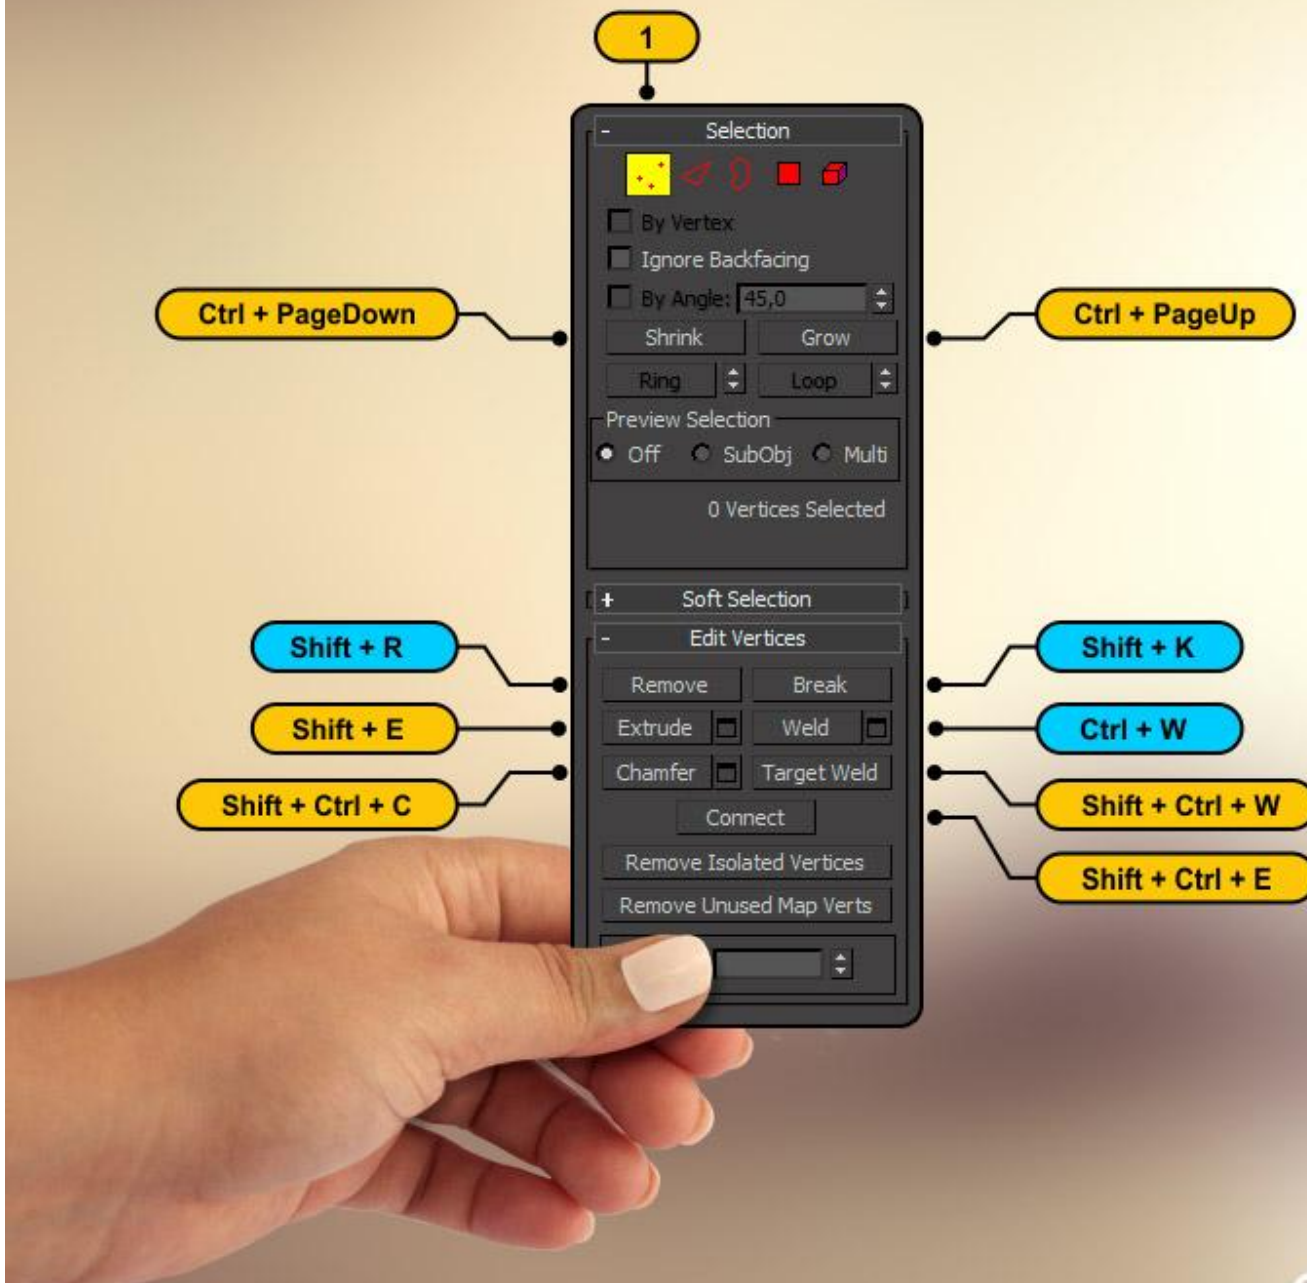 1
- Selection
By Vertex
Ignore Backfacing
Ctrl + PageDown
By Angle: 45,0
Ctrl + PageUp
Shrink Grow
Ring Loop
Preview Selection
Off SubObj Multi
0 Vertices Selected
+ Soft Selection
- Edit Vertices
Shift + R
Remove Break
Shift + K
Shift + E
Extrude Weld
Ctrl + W
Shift + Ctrl + C
Chamfer Target Weld
Shift + Ctrl + W
Connect
Shift + Ctrl + E
Remove Isolated Vertices
Remove Unused Map Verts